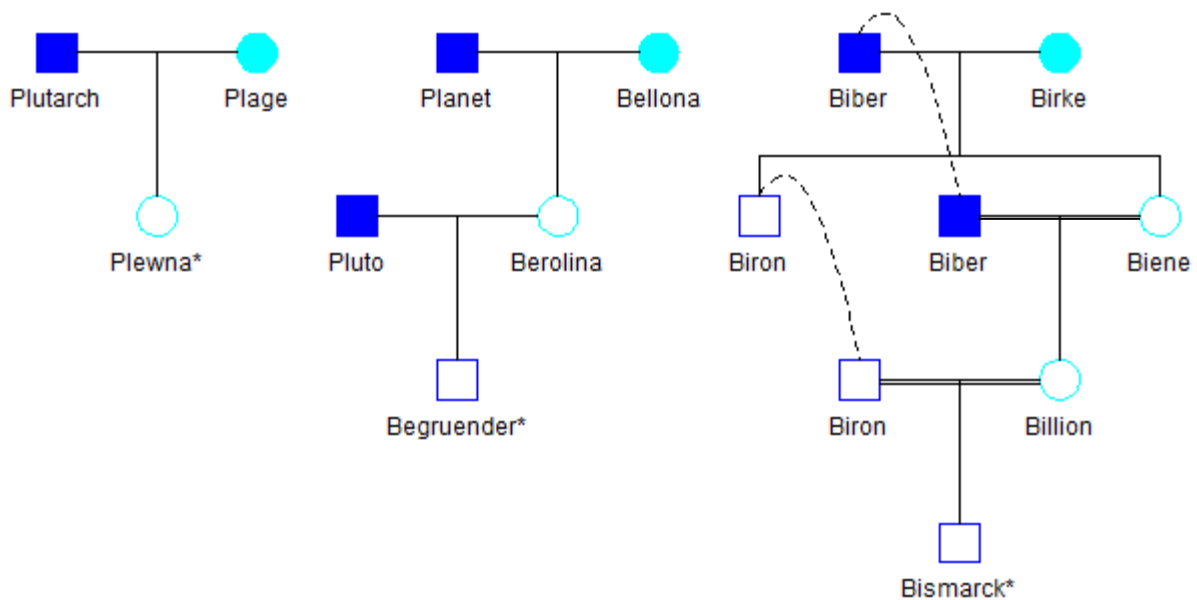 Plutarch Plage Planet Bellona Biber Birke
Plewna* Pluto Berolina Biron Biber Biene
Begruender* Biron Billion
Bismarck*